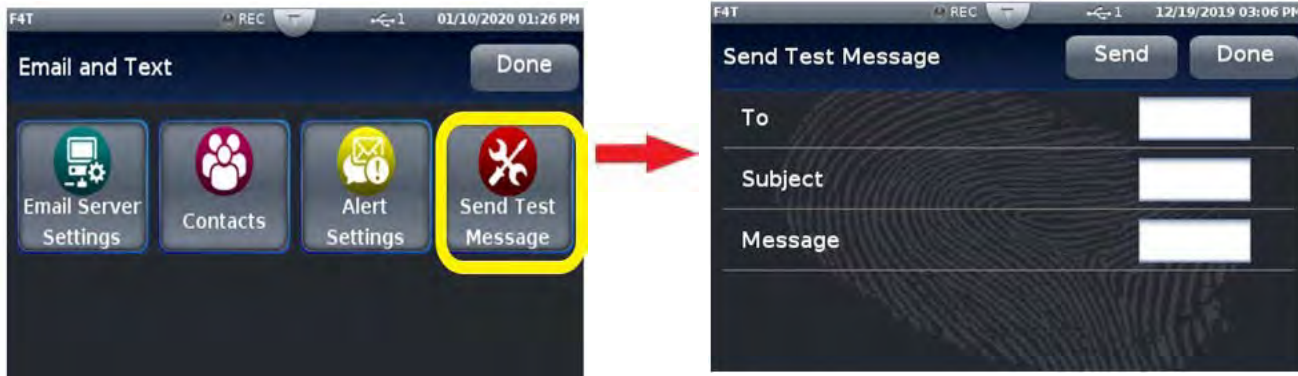 F4T REC 1 01/10/2020 01:26 PM
Email and Text Done
Email Server
Settings
Contacts
Alert
Settings
Send Test
Message
F4T REC 1 12/19/2019 03:06 PM
Send Test Message Send Done
To
Subject
Message